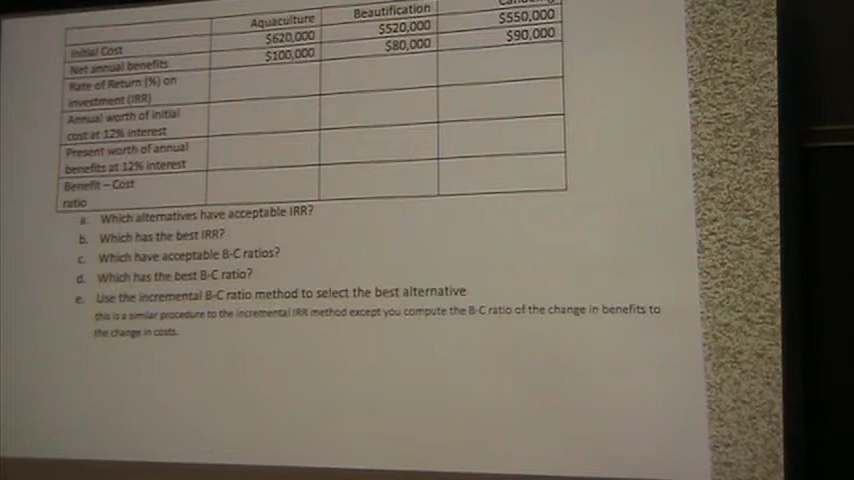 Aquaculture Beautification
Initial Cost $620,000 $520,000 $550,000
Net annual benefits $100,000 $80,000 $90,000
Rate of Return (%) on
investment (IRR)
Annual worth of initial
cost at 12% interest
Present worth of annual
benefits at 12% interest
Benefit - Cost
ratio
a. Which alternatives have acceptable IRR?
b. Which has the best IRR?
c. Which have acceptable B-C ratios?
d. Which has the best B-C ratio?
e. Use the incremental B-C ratio method to select the best alternative
this is a similar procedure to the incremental IRR method except you compute the B-C ratio of the change in benefits to
the change in costs.